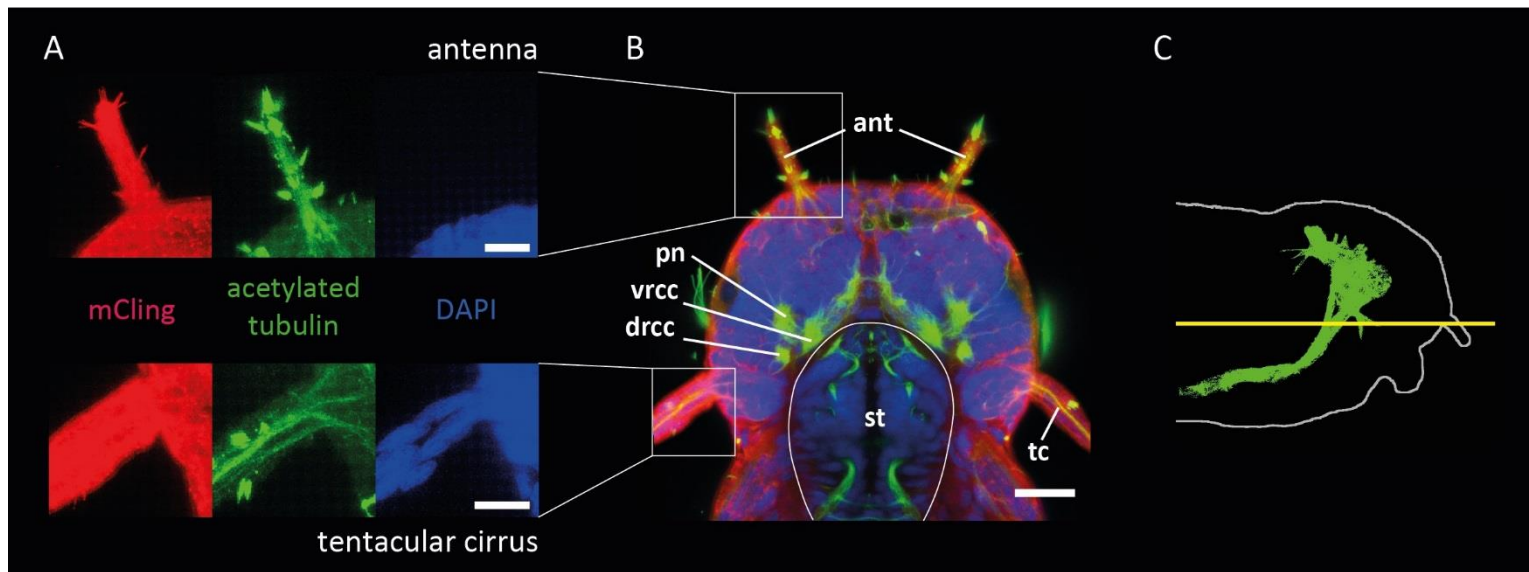 A
antenna
B
C
ant
pn
vrcc
drcc
mCling
acetylated
tubulin
DAPI
st
tc
tentacular cirrus